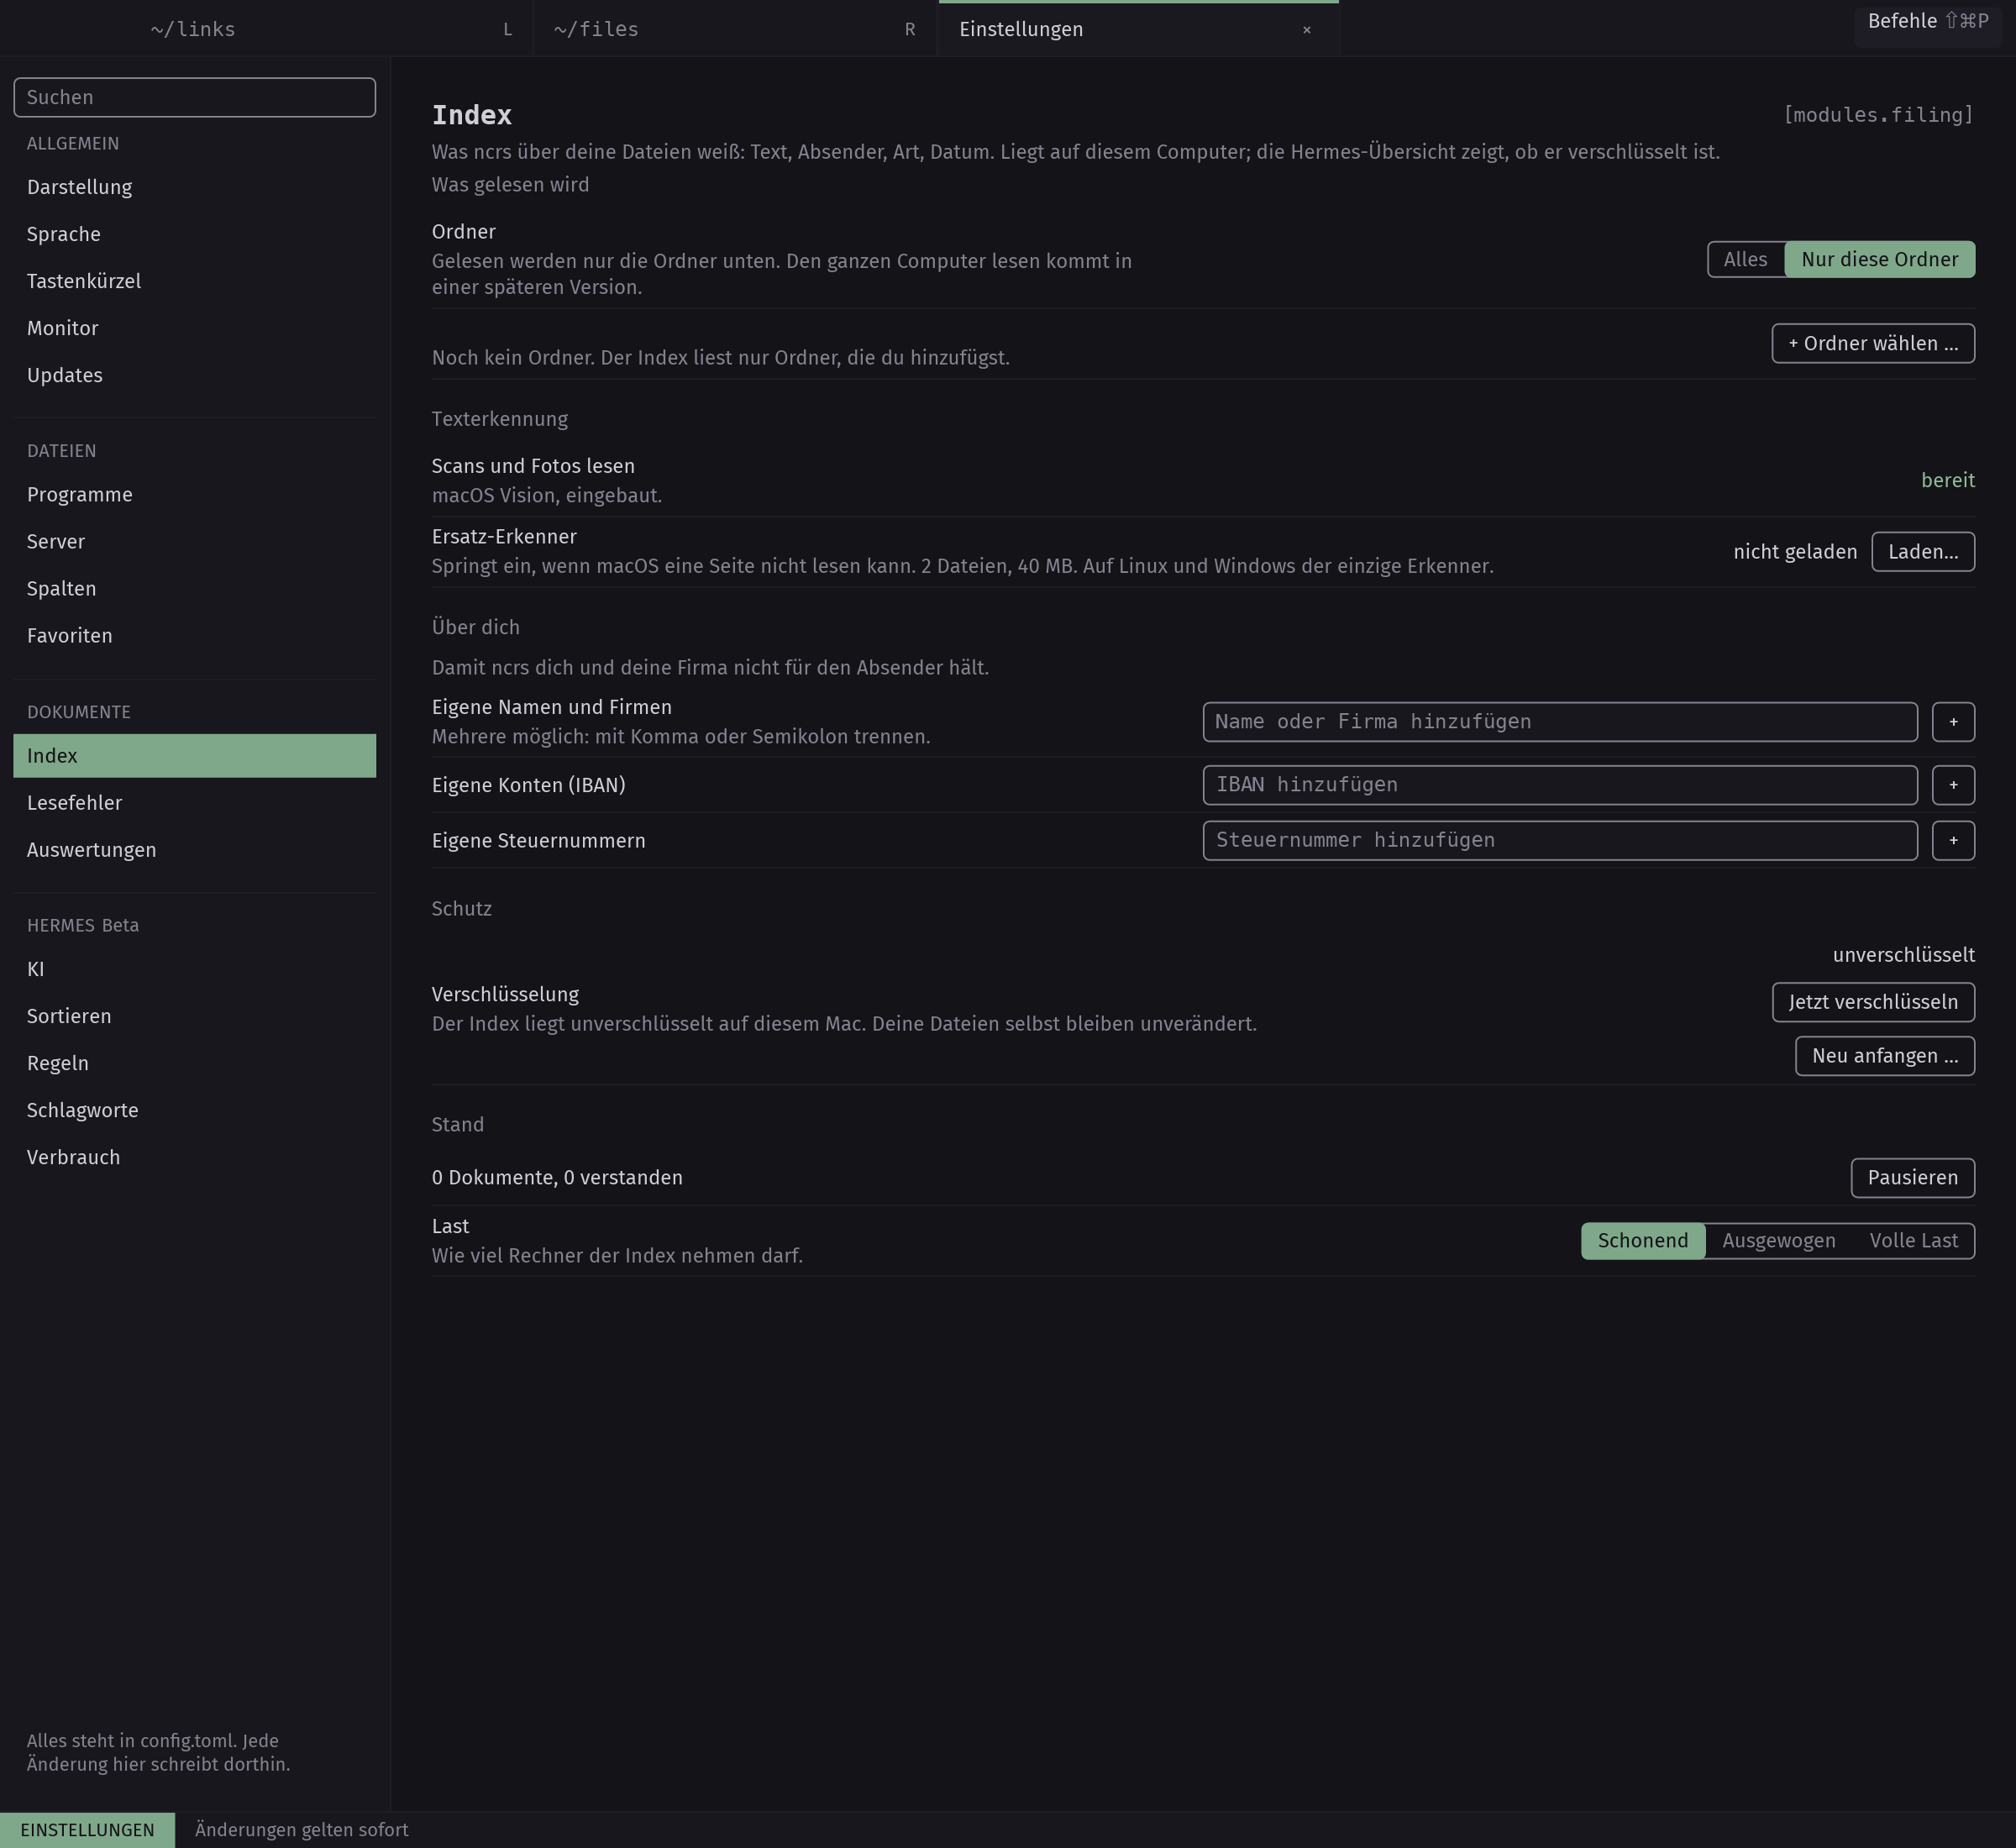 ~/links L ~/files R Einstellungen × Befehle ⇧⌘P
Suchen
ALLGEMEIN
Darstellung
Sprache
Tastenkürzel
Monitor
Updates
DATEIEN
Programme
Server
Spalten
Favoriten
DOKUMENTE
Index
Lesefehler
Auswertungen
HERMES Beta
KI
Sortieren
Regeln
Schlagworte
Verbrauch
Alles steht in config.toml. Jede
Änderung hier schreibt dorthin.
Index [modules.filing]
Was ncrs über deine Dateien weiß: Text, Absender, Art, Datum. Liegt auf diesem Computer; die Hermes-Übersicht zeigt, ob er verschlüsselt ist.
Was gelesen wird
Ordner
Gelesen werden nur die Ordner unten. Den ganzen Computer lesen kommt in
einer späteren Version.
Alles Nur diese Ordner
Noch kein Ordner. Der Index liest nur Ordner, die du hinzufügst.
+ Ordner wählen ...
Texterkennung
Scans und Fotos lesen
macOS Vision, eingebaut.
bereit
Ersatz-Erkenner
Springt ein, wenn macOS eine Seite nicht lesen kann. 2 Dateien, 40 MB. Auf Linux und Windows der einzige Erkenner.
nicht geladen Laden...
Über dich
Damit ncrs dich und deine Firma nicht für den Absender hält.
Eigene Namen und Firmen
Mehrere möglich: mit Komma oder Semikolon trennen.
Name oder Firma hinzufügen +
Eigene Konten (IBAN) IBAN hinzufügen +
Eigene Steuernummern Steuernummer hinzufügen +
Schutz
unverschlüsselt
Verschlüsselung
Der Index liegt unverschlüsselt auf diesem Mac. Deine Dateien selbst bleiben unverändert.
Jetzt verschlüsseln
Neu anfangen ...
Stand
0 Dokumente, 0 verstanden Pausieren
Last
Wie viel Rechner der Index nehmen darf.
Schonend Ausgewogen Volle Last
EINSTELLUNGEN Änderungen gelten sofort